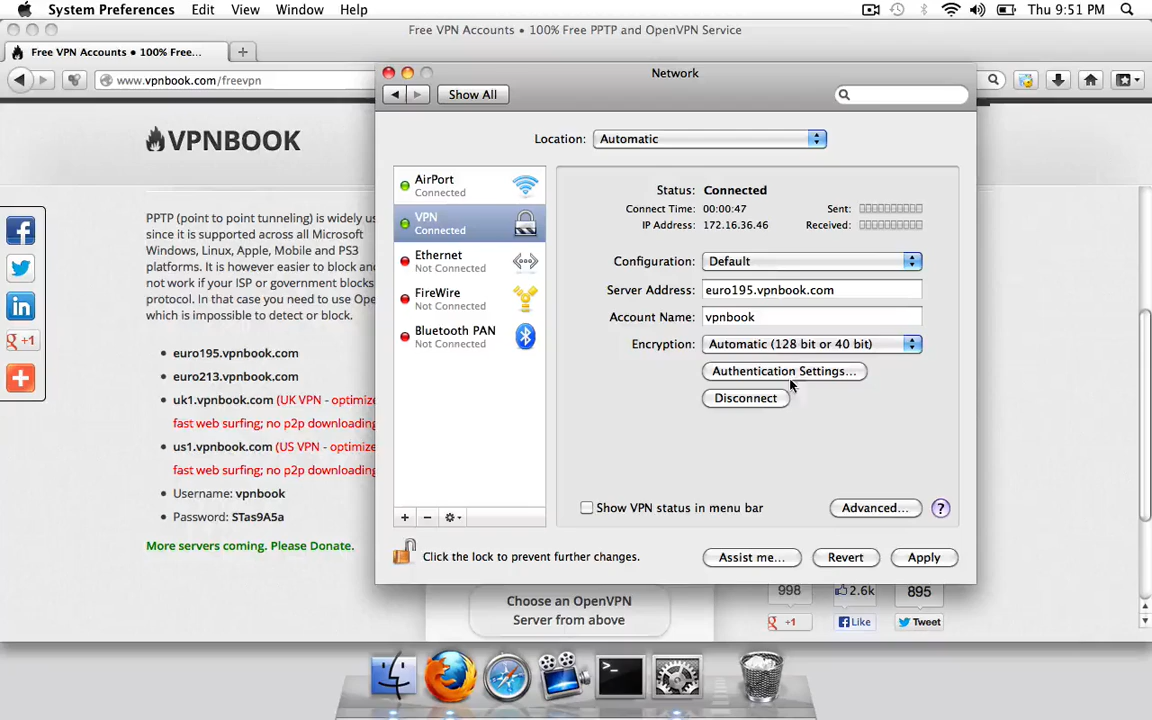 System Preferences Edit View Window Help
Thu 9:51 PM
Free VPN Accounts • 100% Free PPTP and OpenVPN Service
Free VPN Accounts • 100% Free...
www.vpnbook.com/freevpn
VPNBOOK
PPTP (point to point tunneling) is widely us
since it is supported across all Microsoft
Windows, Linux, Apple, Mobile and PS3
platforms. It is however easier to block and
not work if your ISP or government blocks
protocol. In that case you need to use Ope
which is impossible to detect or block.
• euro195.vpnbook.com
• euro213.vpnbook.com
• uk1.vpnbook.com (UK VPN - optimize
fast web surfing; no p2p downloading
• us1.vpnbook.com (US VPN - optimize
fast web surfing; no p2p downloading
• Username: vpnbook
• Password: STas9A5a
More servers coming. Please Donate.
g +1
Choose an OpenVPN
Server from above
998 2.6k 895
g +1 Like Tweet
Network
Show All
Location: Automatic
AirPort
Connected
VPN
Connected
Ethernet
Not Connected
FireWire
Not Connected
Bluetooth PAN
Not Connected
Status: Connected
Connect Time: 00:00:47 Sent:
IP Address: 172.16.36.46 Received:
Configuration: Default
Server Address: euro195.vpnbook.com
Account Name: vpnbook
Encryption: Automatic (128 bit or 40 bit)
Authentication Settings...
Disconnect
Show VPN status in menu bar
Advanced... ?
Click the lock to prevent further changes.
Assist me... Revert Apply